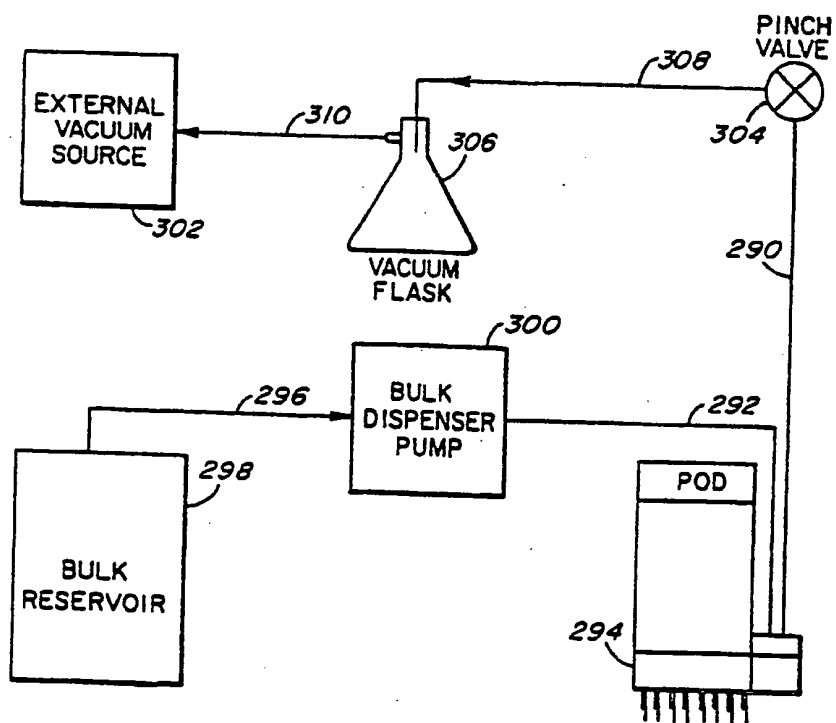 PINCH
VALVE
308
304
EXTERNAL
VACUUM
SOURCE
310
306
302
VACUUM
FLASK
290
300
BULK
DISPENSER
PUMP
296
292
298
POD
BULK
RESERVOIR
294